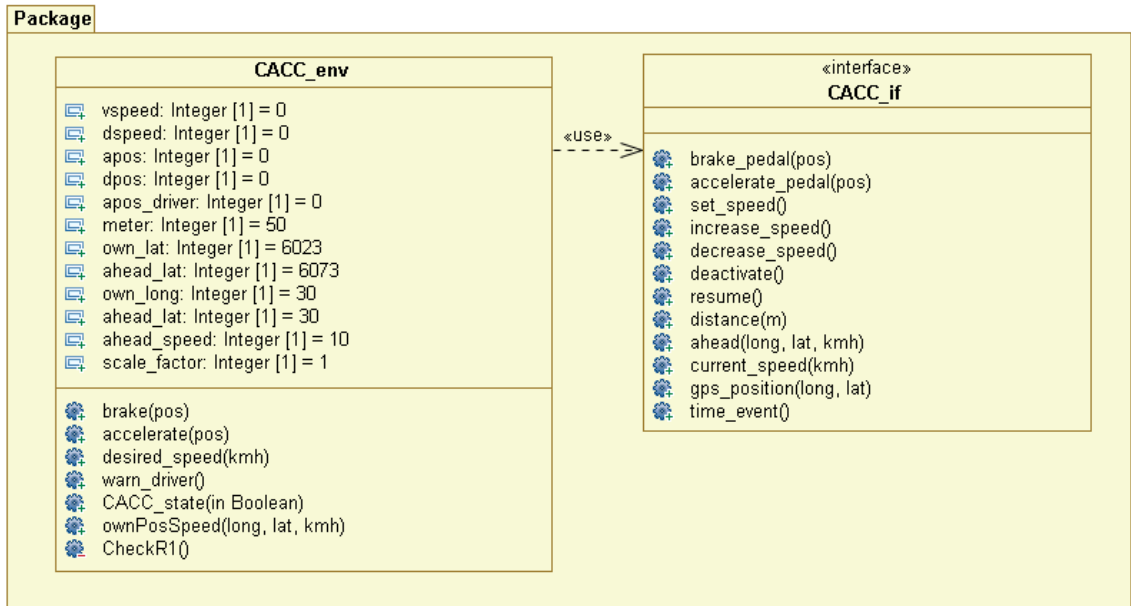 Package
CACC_env
vspeed: Integer [1] = 0
dspeed: Integer [1] = 0
apos: Integer [1] = 0
dpos: Integer [1] = 0
apos_driver: Integer [1] = 0
meter: Integer [1] = 50
own_lat: Integer [1] = 6023
ahead_lat: Integer [1] = 6073
own_long: Integer [1] = 30
ahead_lat: Integer [1] = 30
ahead_speed: Integer [1] = 10
scale_factor: Integer [1] = 1
brake(pos)
accelerate(pos)
desired_speed(kmh)
warn_driver()
CACC_state(in Boolean)
ownPosSpeed(long, lat, kmh)
CheckR1()
«use»
«interface»
CACC_if
brake_pedal(pos)
accelerate_pedal(pos)
set_speed()
increase_speed()
decrease_speed()
deactivate()
resume()
distance(m)
ahead(long, lat, kmh)
current_speed(kmh)
gps_position(long, lat)
time_event()